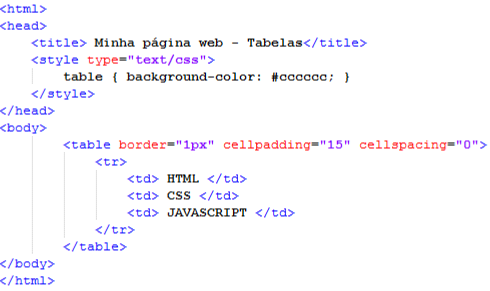 <html>
<head>
<title> Minha página web - Tabelas</title>
<style type="text/css">
table { background-color: #cccccc; }
</style>
</head>
<body>
<table border="1px" cellpadding="15" cellspacing="0">
<tr>
<td> HTML </td>
<td> CSS </td>
<td> JAVASCRIPT </td>
</tr>
</table>
</body>
</html>